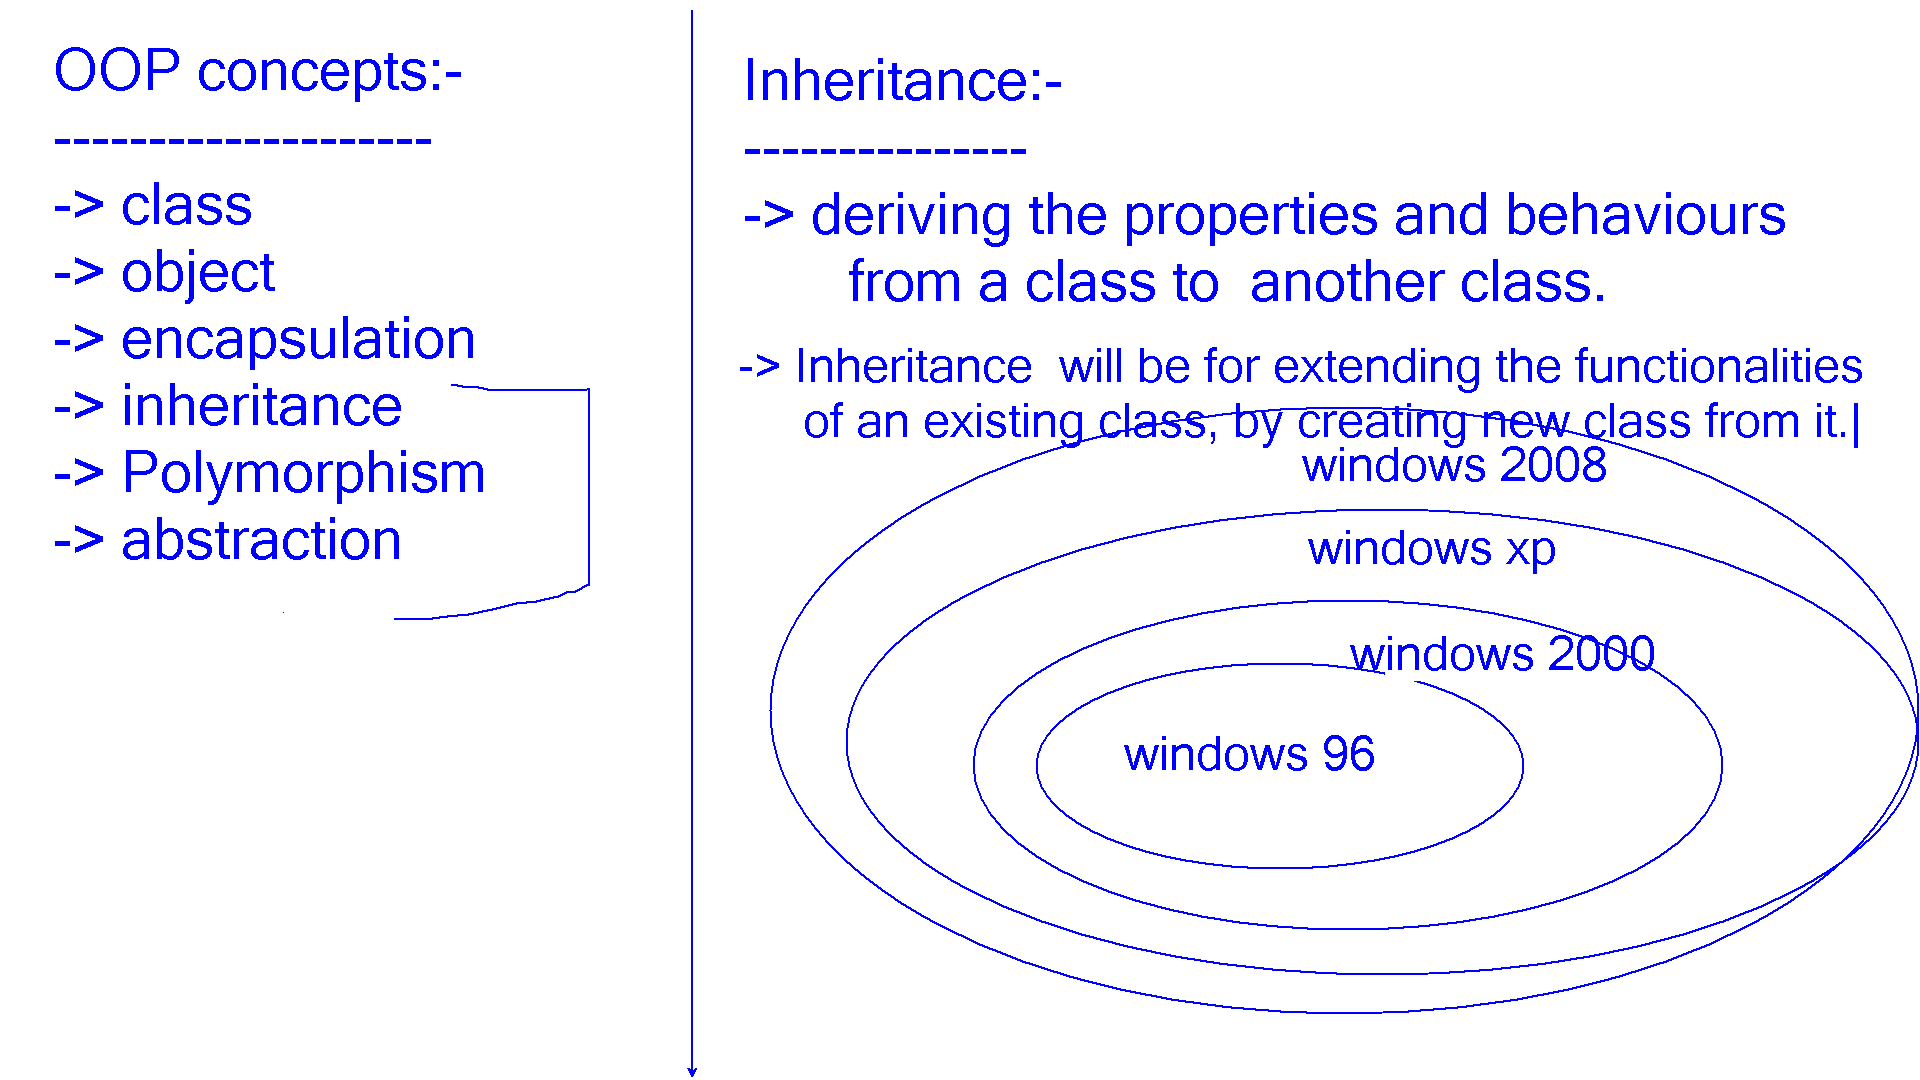 OOP concepts:-
--------------------
-> class
-> object
-> encapsulation
-> inheritance
-> Polymorphism
-> abstraction
Inheritance:-
---------------
-> deriving the properties and behaviours
from a class to  another class.
-> Inheritance  will be for extending the functionalities
of an existing class, by creating new class from it.|
windows 2008
windows xp
windows 2000
windows 96